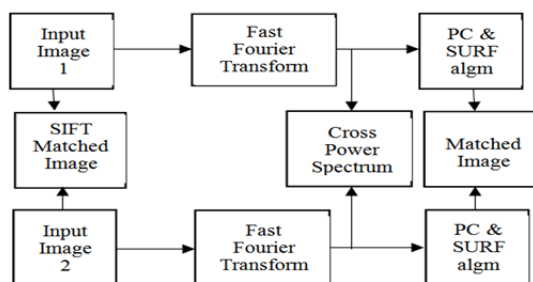 Input
Image
1
Fast
Fourier
Transform
PC &
SURF
algm
SIFT
Matched
Image
Cross
Power
Spectrum
Matched
Image
Input
Image
2
Fast
Fourier
Transform
PC &
SURF
algm